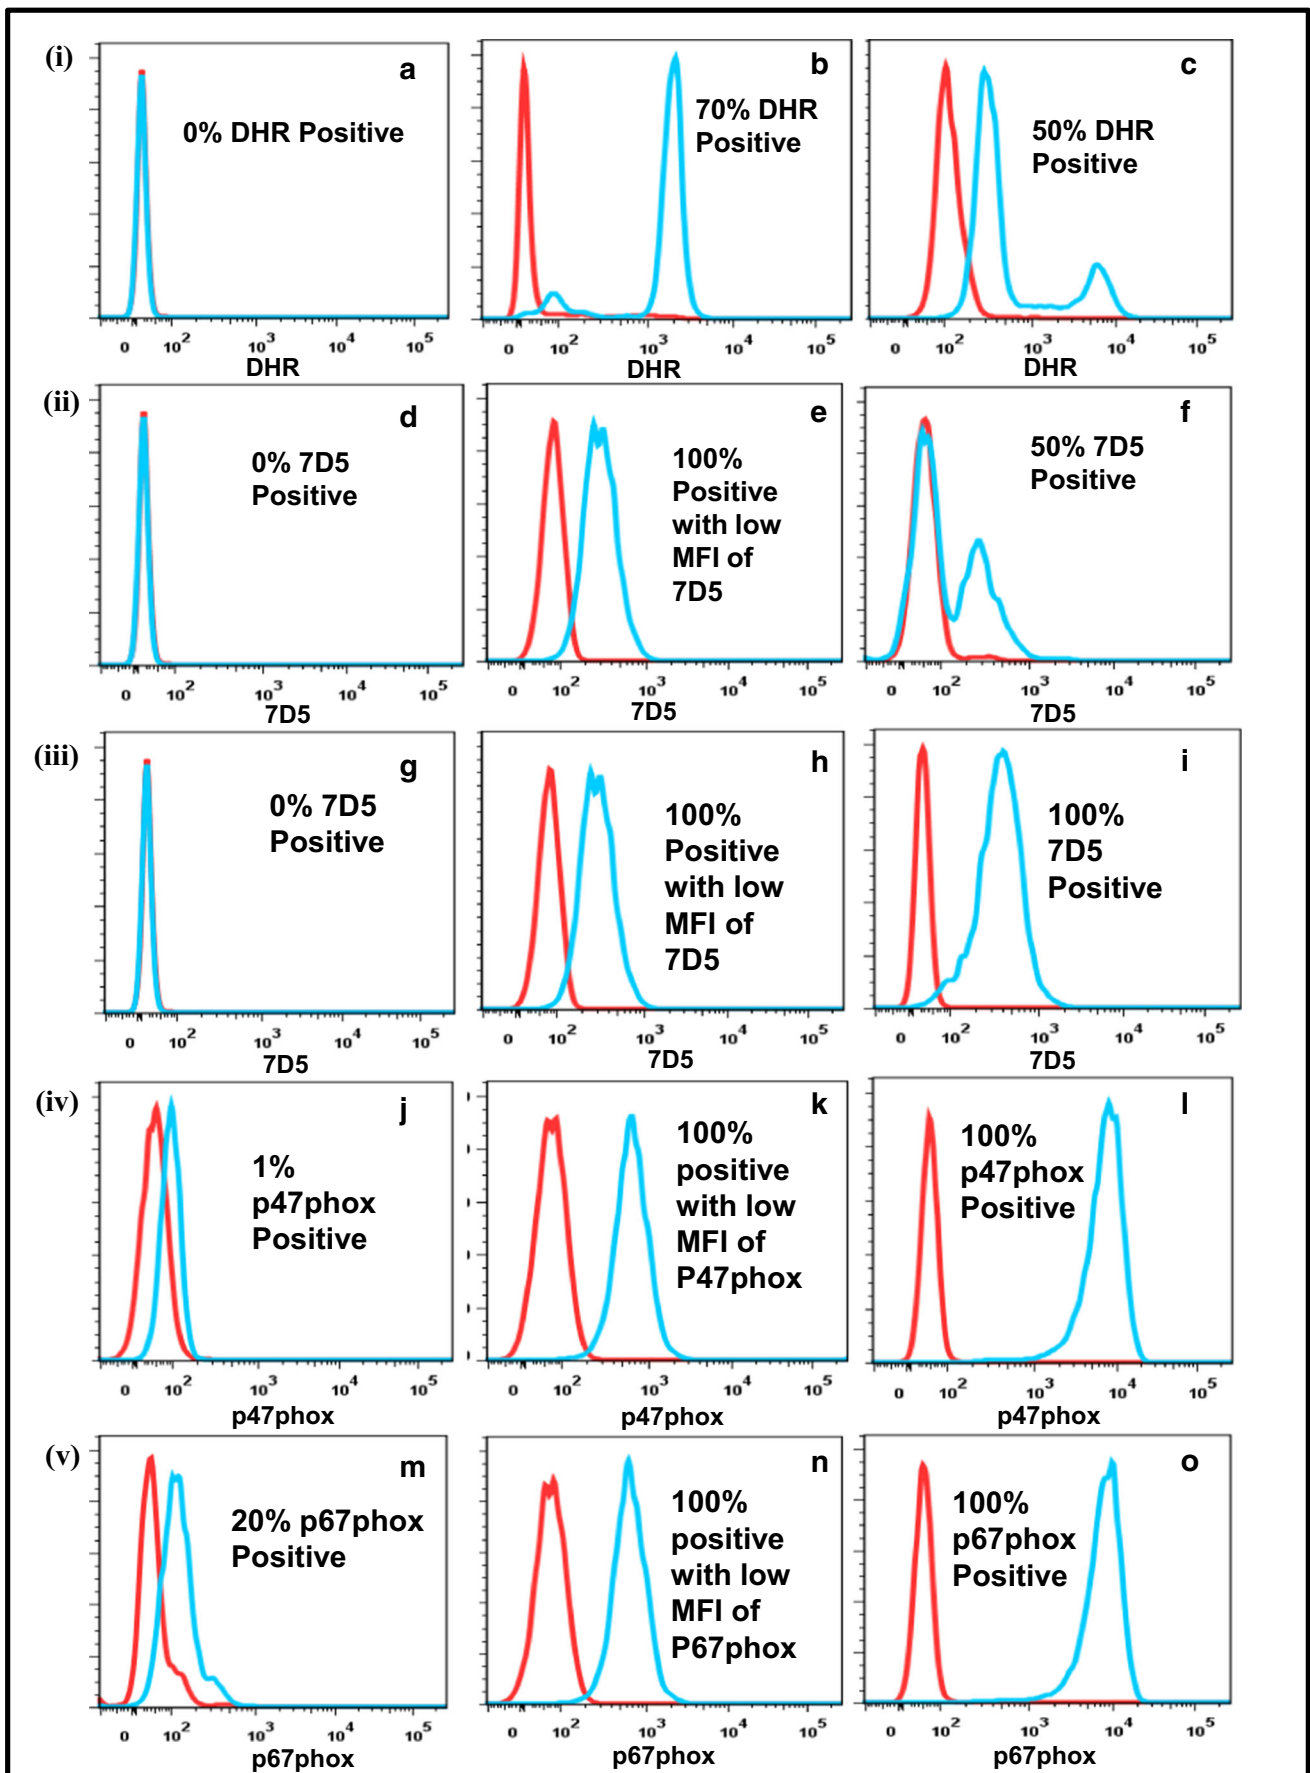 (i)
a
0% DHR Positive
0 10² 10³ 10⁴ 10⁵
DHR
b
70% DHR
Positive
0 10² 10³ 10⁴ 10⁵
DHR
c
50% DHR
Positive
0 10² 10³ 10⁴ 10⁵
DHR
(ii)
d
0% 7D5
Positive
0 10² 10³ 10⁴ 10⁵
7D5
e
100%
Positive
with low
MFI of
7D5
0 10² 10³ 10⁴ 10⁵
7D5
f
50% 7D5
Positive
0 10² 10³ 10⁴ 10⁵
7D5
(iii)
g
0% 7D5
Positive
0 10² 10³ 10⁴ 10⁵
7D5
h
100%
Positive
with low
MFI of
7D5
0 10² 10³ 10⁴ 10⁵
7D5
i
100%
7D5
Positive
0 10² 10³ 10⁴ 10⁵
7D5
(iv)
j
1%
p47phox
Positive
0 10² 10³ 10⁴ 10⁵
p47phox
k
100%
positive
with low
MFI of
P47phox
0 10² 10³ 10⁴ 10⁵
p47phox
l
100%
p47phox
Positive
0 10² 10³ 10⁴ 10⁵
p47phox
(v)
m
20% p67phox
Positive
0 10² 10³ 10⁴ 10⁵
p67phox
n
100%
positive
with low
MFI of
P67phox
0 10² 10³ 10⁴ 10⁵
p67phox
o
100%
p67phox
Positive
0 10² 10³ 10⁴ 10⁵
p67phox